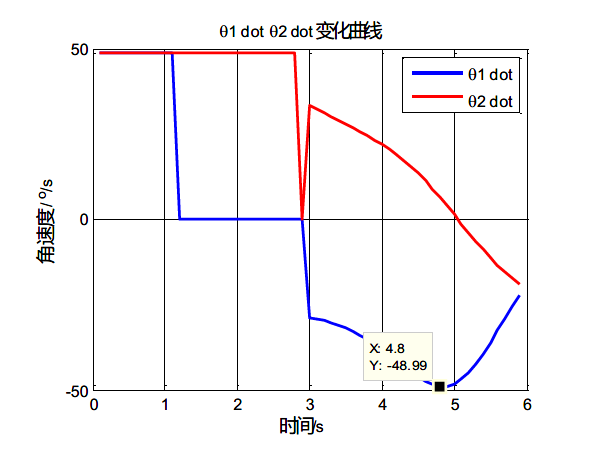 θ1 dot θ2 dot 变化曲线
50
θ1 dot
θ2 dot
角速度/ °/s
0
X: 4.8
Y: -48.99
-50
0 1 2 3 4 5 6
时间/s